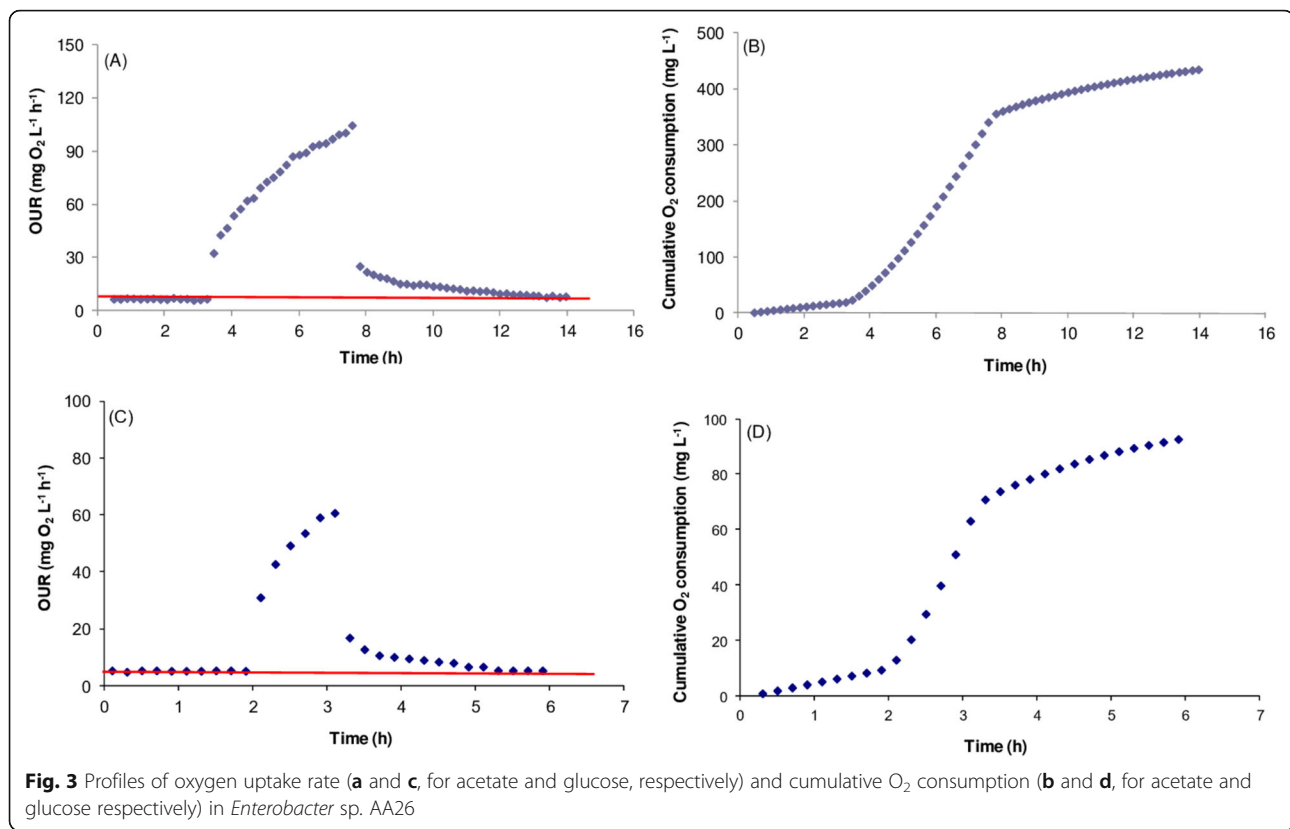 (A)
OUR (mg O₂ L⁻¹ h⁻¹)
150
120
90
60
30
0
0 2 4 6 8 10 12 14 16
Time (h)
(B)
Cumulative O₂ consumption (mg L⁻¹)
500
400
300
200
100
0
0 2 4 6 8 10 12 14 16
Time (h)
(C)
OUR (mg O₂ L⁻¹ h⁻¹)
100
80
60
40
20
0
0 1 2 3 4 5 6 7
Time (h)
(D)
Cumulative O₂ consumption (mg L⁻¹)
100
80
60
40
20
0
0 1 2 3 4 5 6 7
Time (h)
Fig. 3 Profiles of oxygen uptake rate (a and c, for acetate and glucose, respectively) and cumulative O₂ consumption (b and d, for acetate and
glucose respectively) in Enterobacter sp. AA26